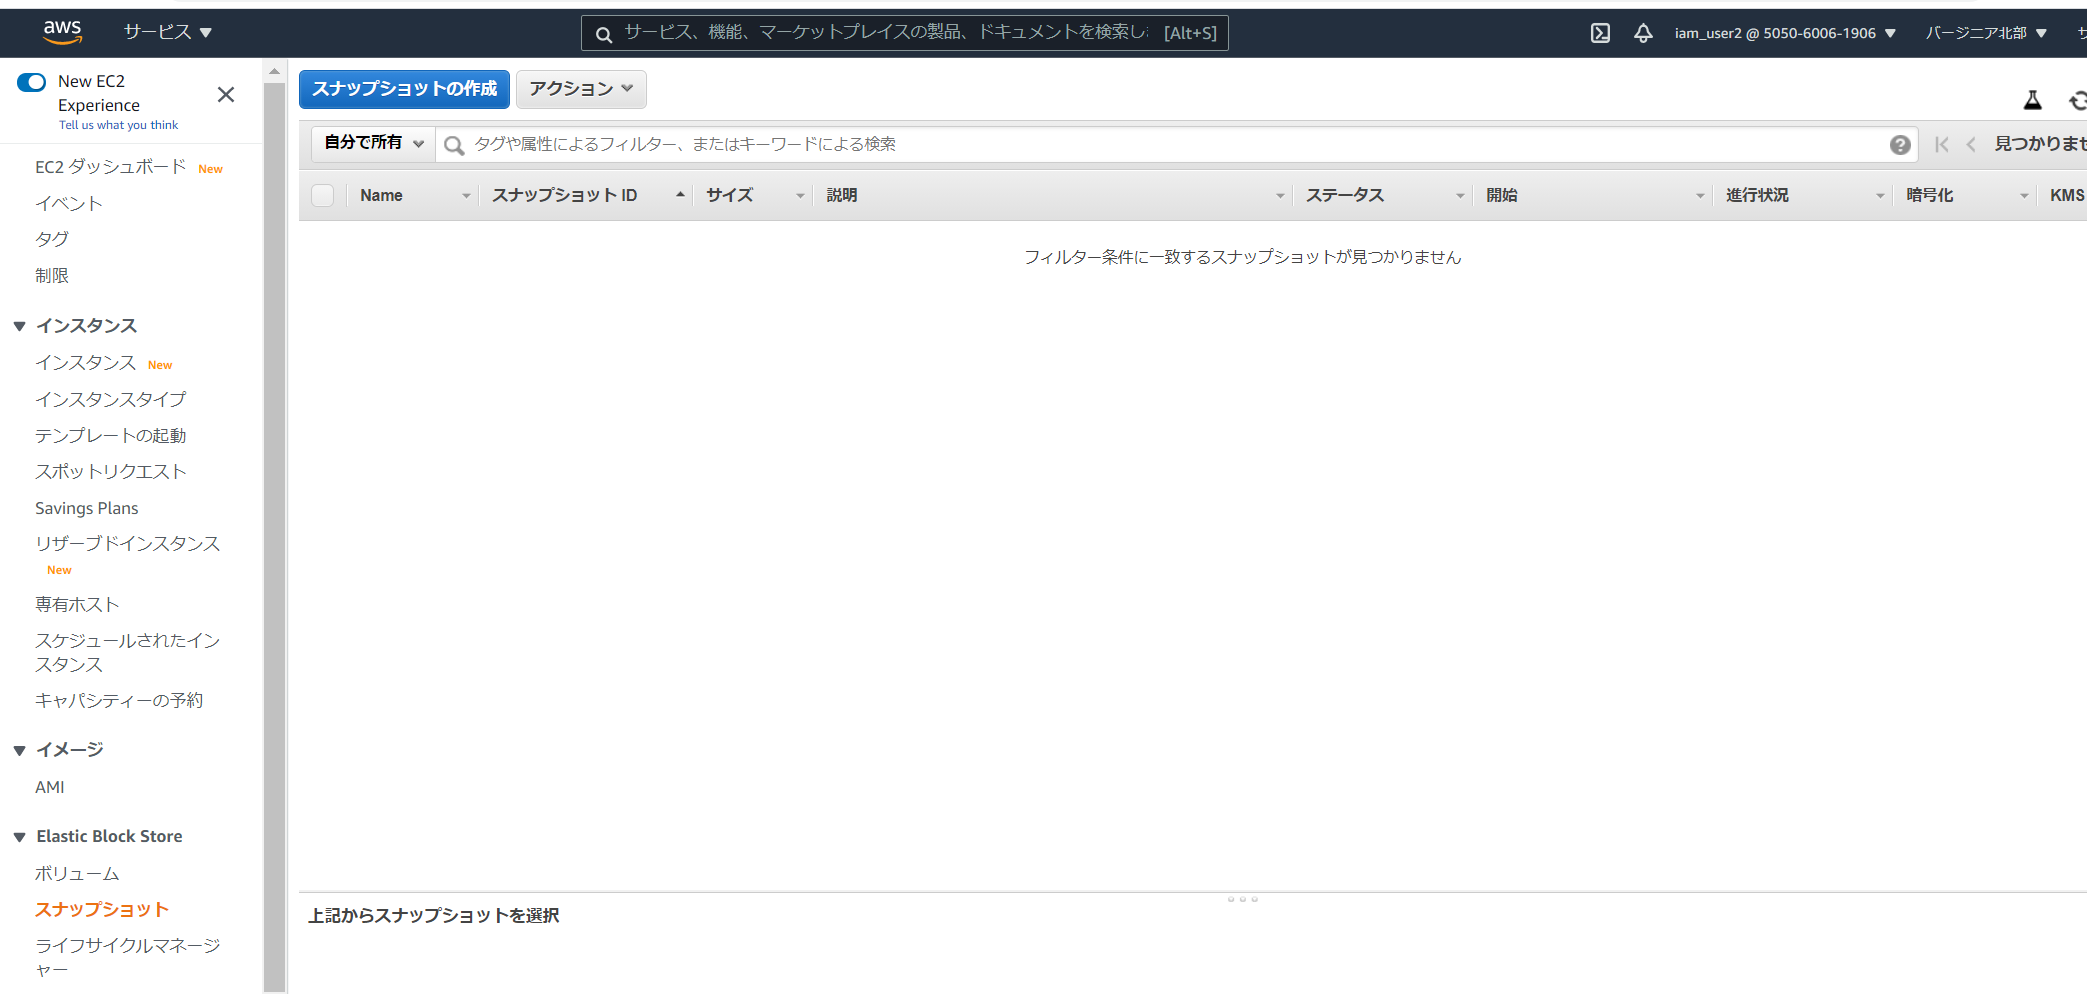 aws
サービス
サービス、機能、マーケットプレイスの製品、ドキュメントを検索し [Alt+S]
iam_user2 @ 5050-6006-1906
バージニア北部
サ
New EC2
Experience
Tell us what you think
EC2 ダッシュボード New
イベント
タグ
制限
インスタンス
インスタンス New
インスタンスタイプ
テンプレートの起動
スポットリクエスト
Savings Plans
リザーブドインスタンス
New
専有ホスト
スケジュールされたイン
スタンス
キャパシティーの予約
イメージ
AMI
Elastic Block Store
ボリューム
スナップショット
ライフサイクルマネージ
ャー
スナップショットの作成 アクション
自分で所有 タグや属性によるフィルター、またはキーワードによる検索 見つかりませ
Name スナップショット ID サイズ 説明 ステータス 開始 進行状況 暗号化 KMS
フィルター条件に一致するスナップショットが見つかりません
上記からスナップショットを選択